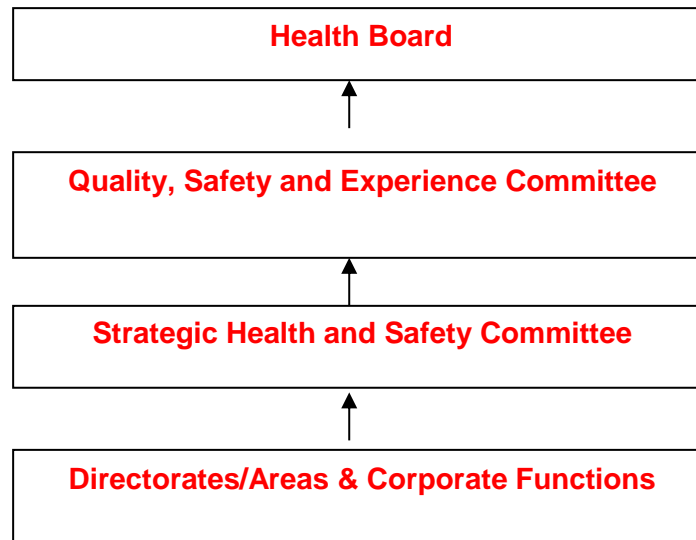 Health Board
Quality, Safety and Experience Committee
Strategic Health and Safety Committee
Directorates/Areas & Corporate Functions